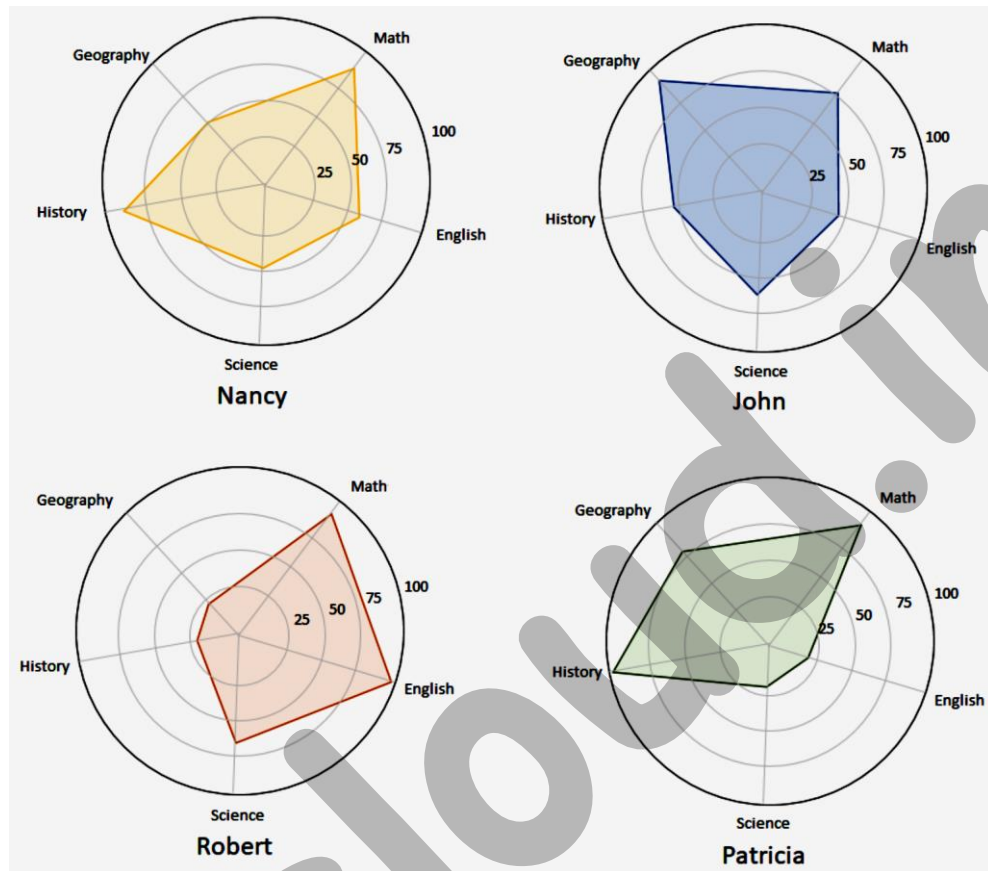 Math
Geography
100
75
50
25
History
English
Science
Nancy
Math
Geography
100
75
50
25
History
English
Science
John
Math
Geography
100
75
50
25
History
English
Science
Robert
Math
Geography
100
75
50
25
History
English
Science
Patricia